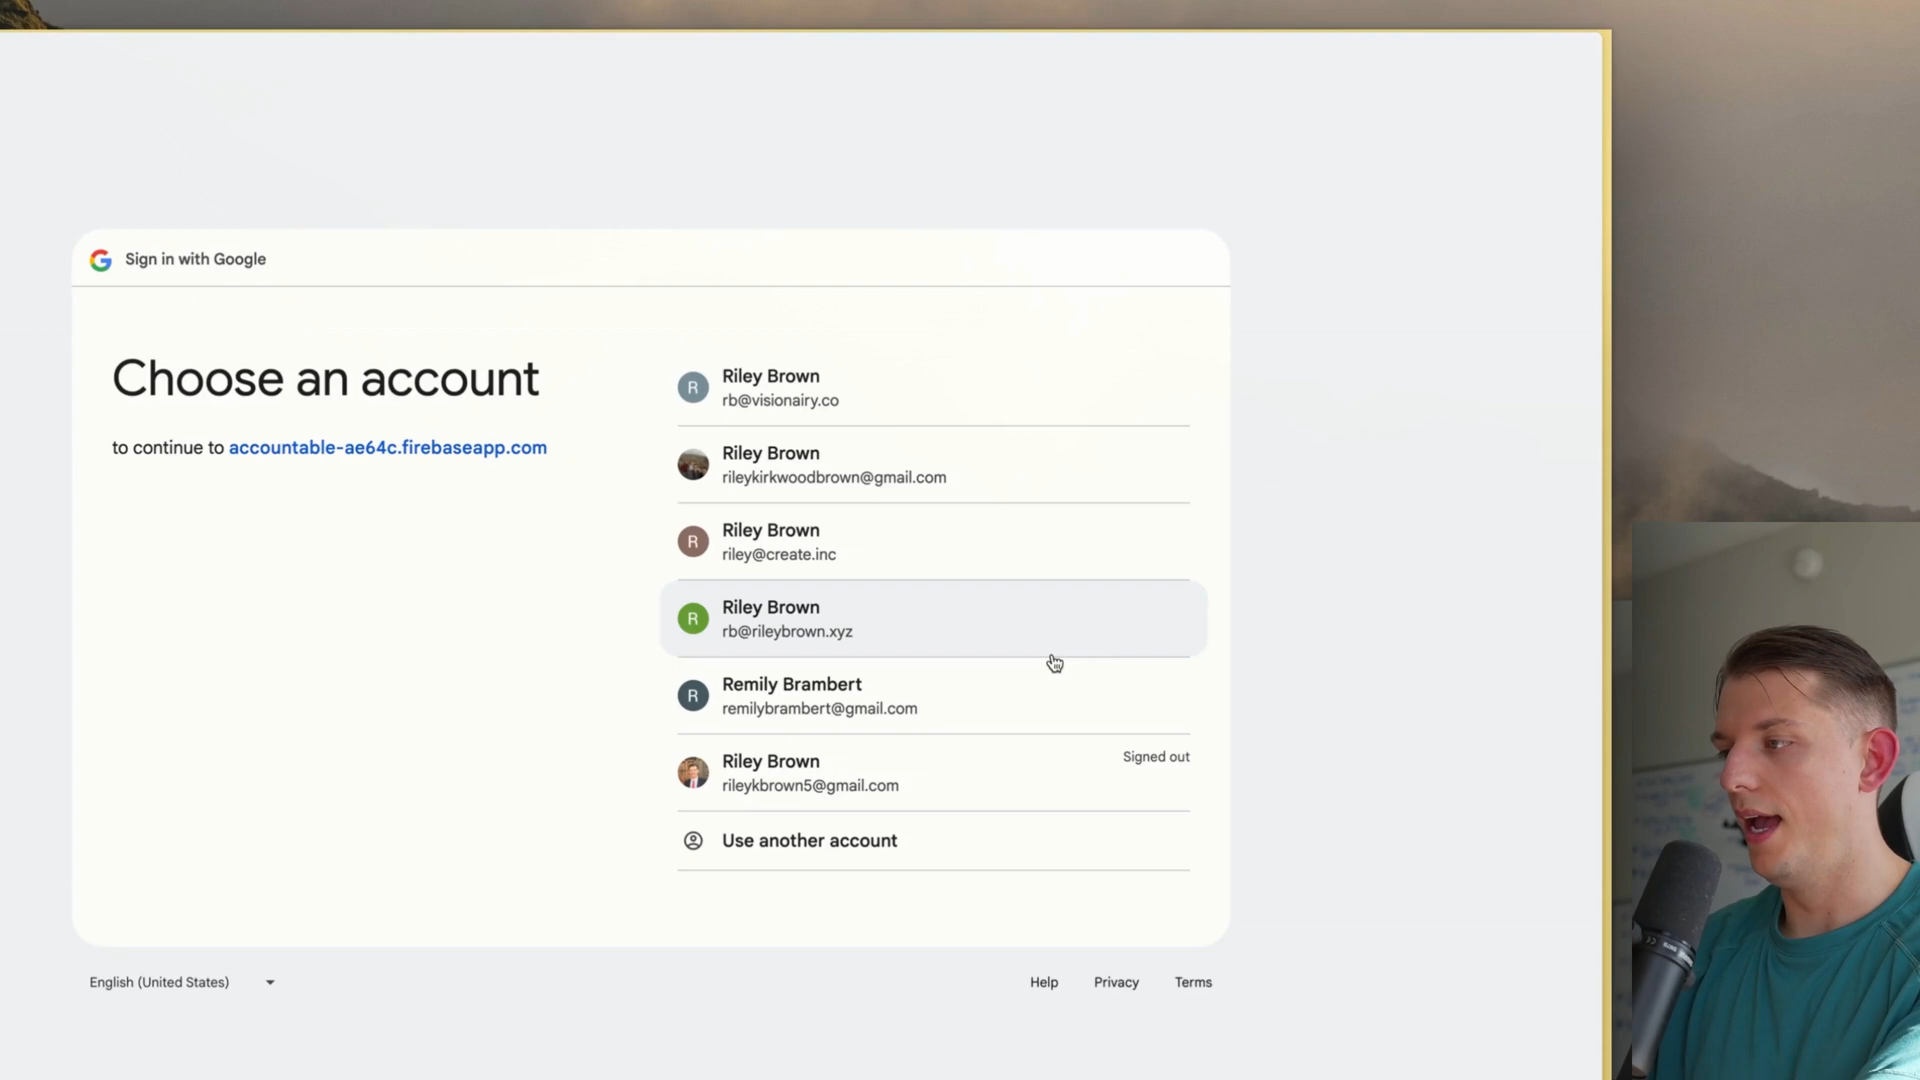 Sign in with Google
Choose an account
to continue to accountable-ae64c.firebaseapp.com
R
Riley Brown
rb@visionairy.co
Riley Brown
rileykirkwoodbrown@gmail.com
R
Riley Brown
riley@create.inc
R
Riley Brown
rb@rileybrown.xyz
R
Remily Brambert
remilybrambert@gmail.com
Riley Brown
Signed out
rileykbrown5@gmail.com
Use another account
English (United States)
Help
Privacy
Terms